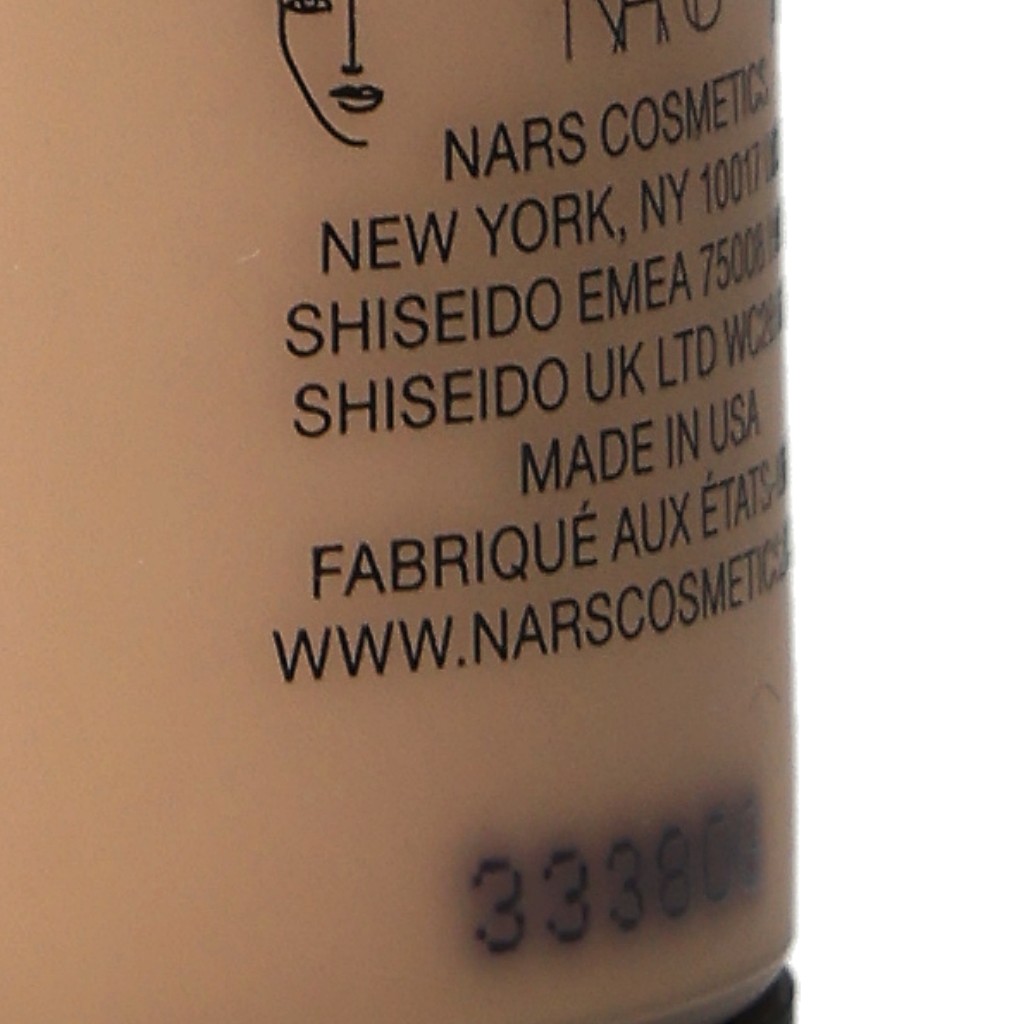 NARS
NARS COSMETICS
NEW YORK, NY 10017
SHISEIDO EMEA 75008
SHISEIDO UK LTD
MADE IN USA
FABRIQUÉ AUX
WWW.NARSCOSMETICS